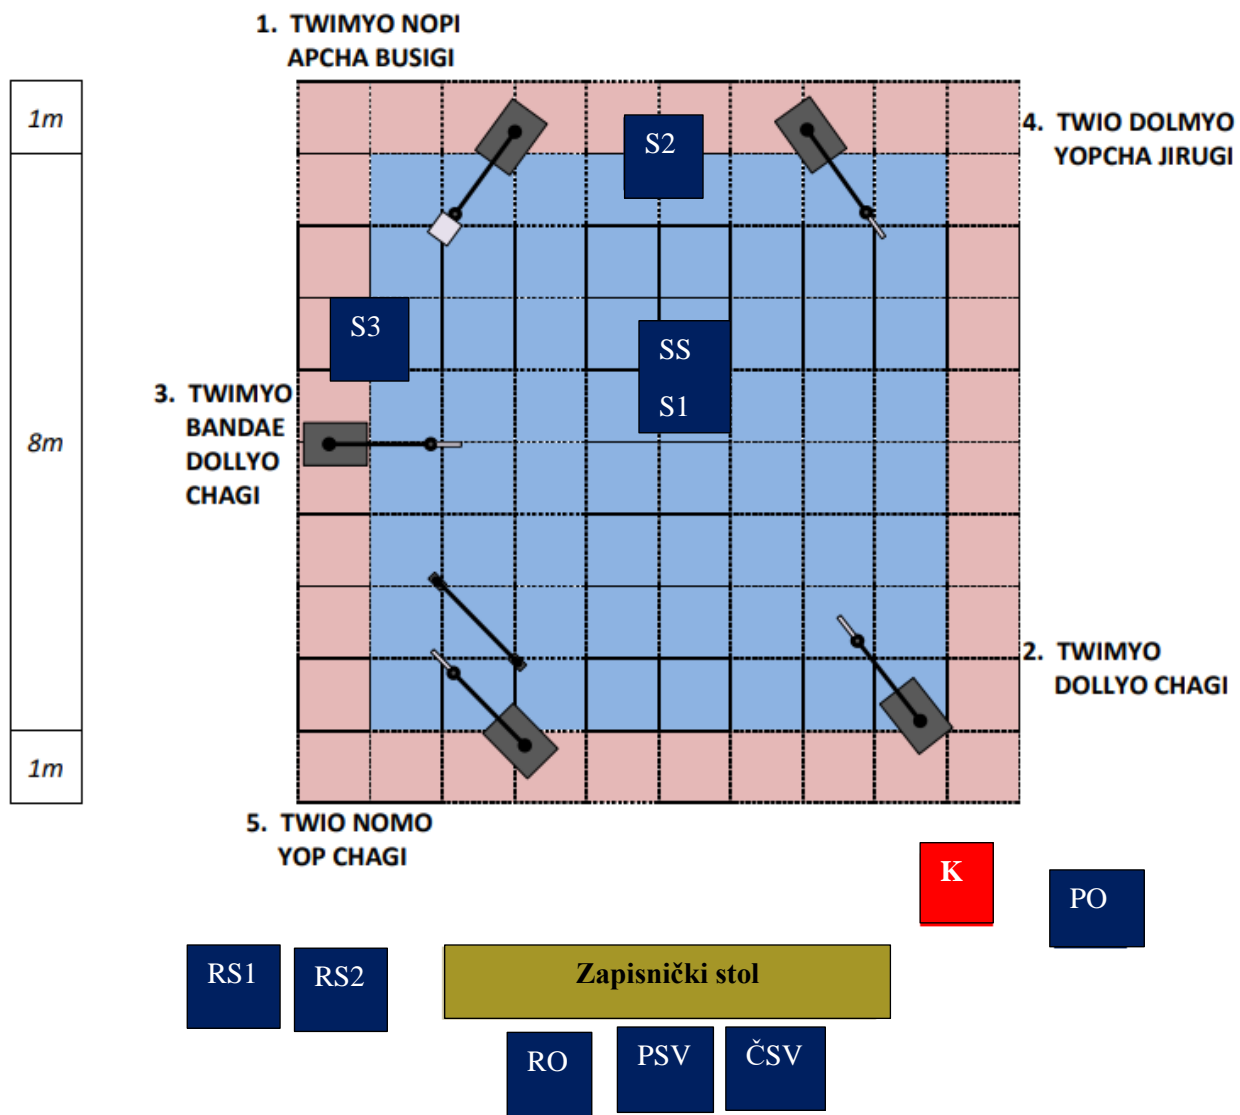 1. TWIMYO NOPI
APCHA BUSIGI
1m
4. TWIO DOLMYO
YOPCHA JIRUGI
S2
S3
SS
S1
3. TWIMYO
BANDAE
DOLLYO
CHAGI
8m
2. TWIMYO
DOLLYO CHAGI
1m
5. TWIO NOMO
YOP CHAGI
K
PO
RS1
RS2
Zapisnički stol
RO
PSV
ČSV